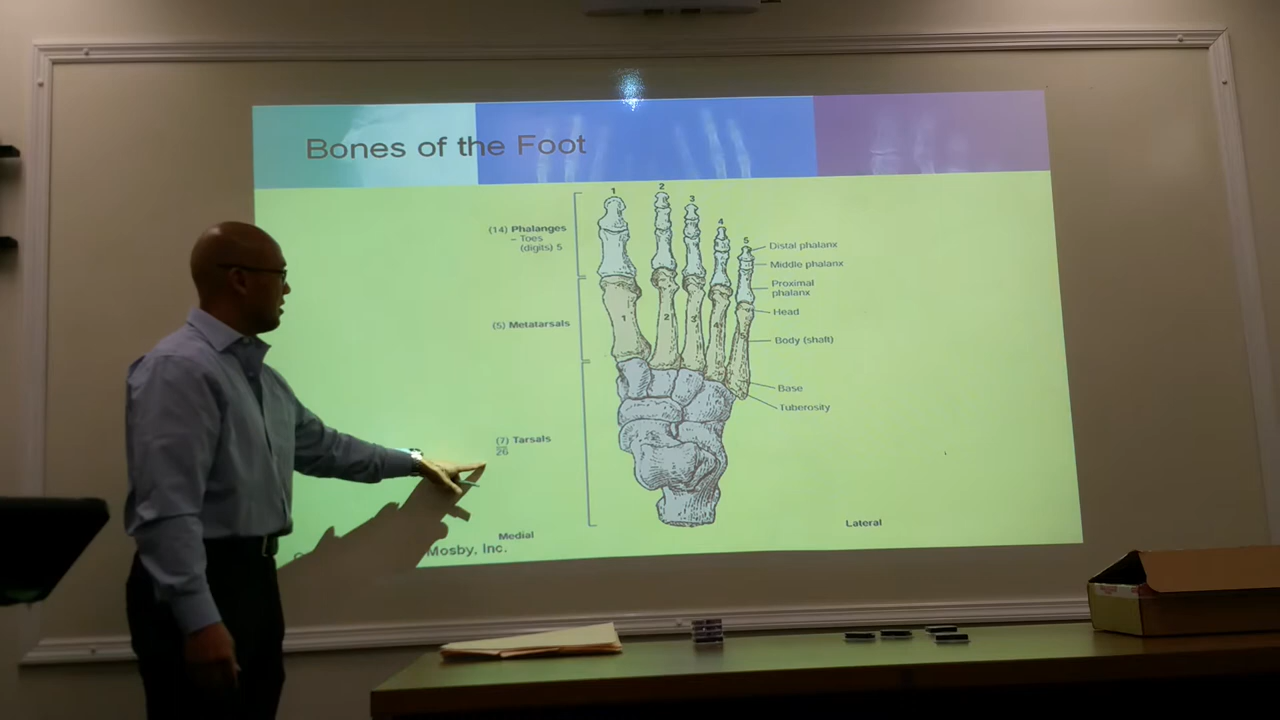 Bones of the Foot
1
2
3
4
5
(14) Phalanges
– Toes
(digits) 5
Distal phalanx
Middle phalanx
Proximal
phalanx
Head
(5) Metatarsals
1
2
3
4
Body (shaft)
Base
Tuberosity
(7) Tarsals
26
Medial
Lateral
Mosby, Inc.